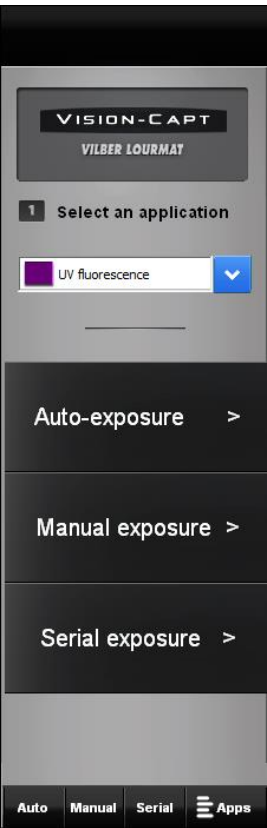 VISION-CAPT
VILBER LOURMAT
1 Select an application
UV fluorescence
Auto-exposure >
Manual exposure >
Serial exposure >
Auto Manual Serial Apps